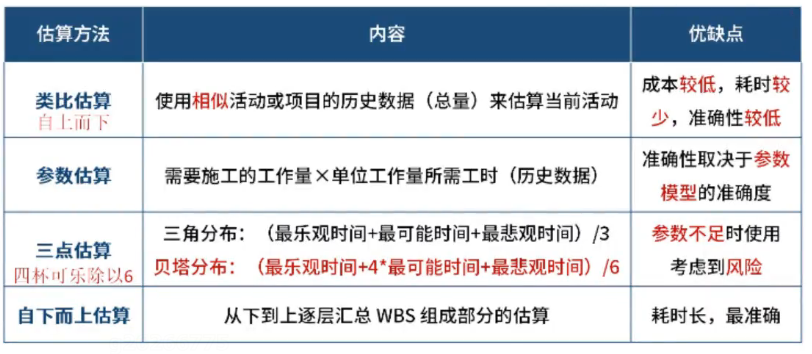 估算方法 内容 优缺点
类比估算
自上而下
使用相似活动或项目的历史数据（总量）来估算当前活动
成本较低，耗时较
少，准确性较低
参数估算
需要施工的工作量×单位工作量所需工时（历史数据）
准确性取决于参数
模型的准确度
三点估算
四杯可乐除以6
三角分布：（最乐观时间+最可能时间+最悲观时间）/3
贝塔分布：（最乐观时间+4*最可能时间+最悲观时间）/6
参数不足时使用
考虑到风险
自下而上估算
从下到上逐层汇总 WBS 组成部分的估算
耗时长，最准确